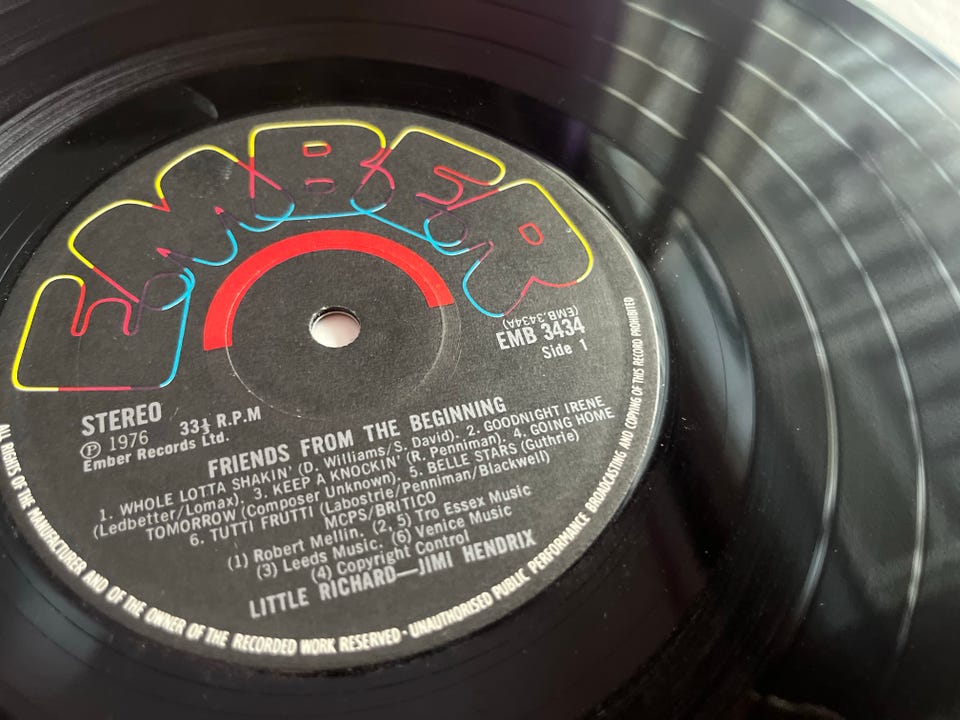 EMBER
(EMB.3434A)
EMB 3434
Side 1
STEREO
33⅓ R.P.M
Ⓟ 1976
Ember Records Ltd.
FRIENDS FROM THE BEGINNING
1. WHOLE LOTTA SHAKIN' (D. Williams/S. David). 2. GOODNIGHT IRENE
(Ledbetter/Lomax). 3. KEEP A KNOCKIN' (R. Penniman). 4. GOING HOME
TOMORROW (Composer Unknown). 5. BELLE STARS (Guthrie)
6. TUTTI FRUTTI (Labostrie/Penniman/Blackwell)
MCPS/BRITICO
(1) Robert Mellin. (2, 5) Tro Essex Music
(3) Leeds Music. (6) Venice Music
(4) Copyright Control
LITTLE RICHARD—JIMI HENDRIX
ALL RIGHTS OF THE MANUFACTURER AND OF THE OWNER OF THE RECORDED WORK RESERVED - UNAUTHORISED PUBLIC PERFORMANCE BROADCASTING AND COPYING OF THIS RECORD PROHIBITED